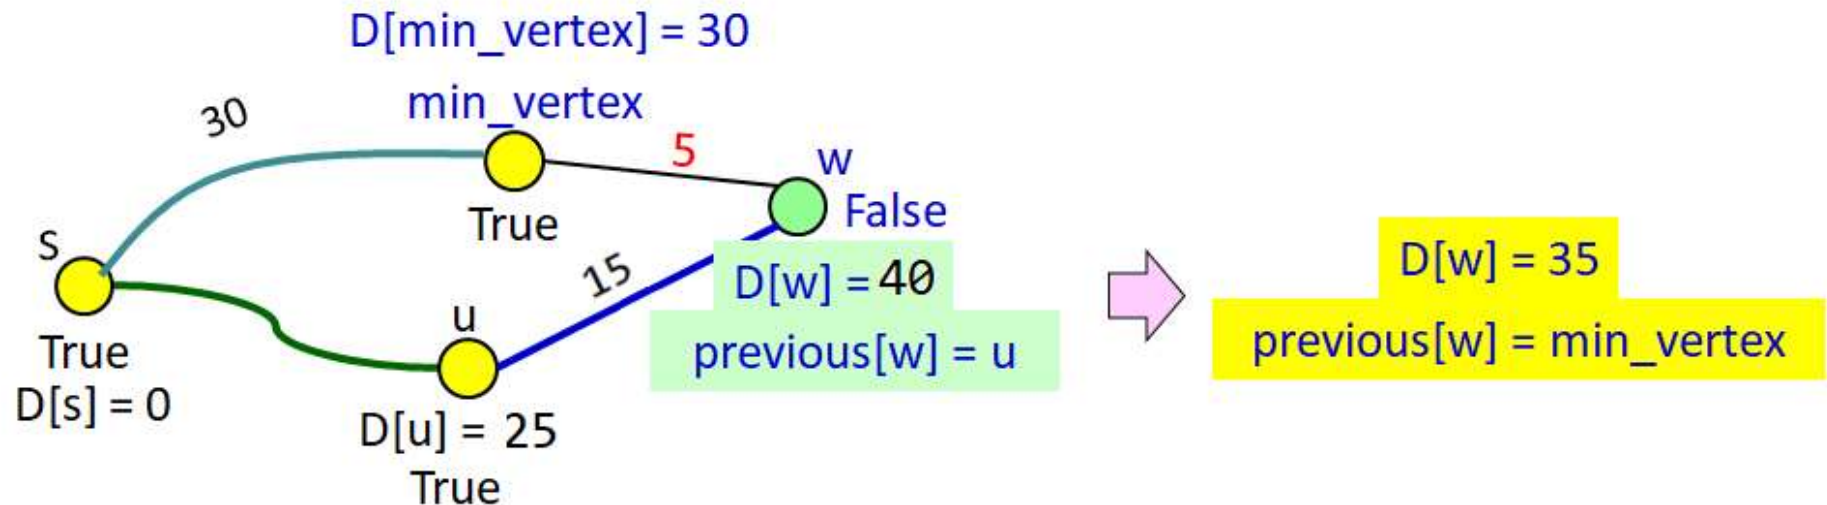 D[min_vertex] = 30
min_vertex
30
5
w
False
True
s
True
D[s] = 0
15
u
D[u] = 25
True
D[w] = 40
previous[w] = u
D[w] = 35
previous[w] = min_vertex